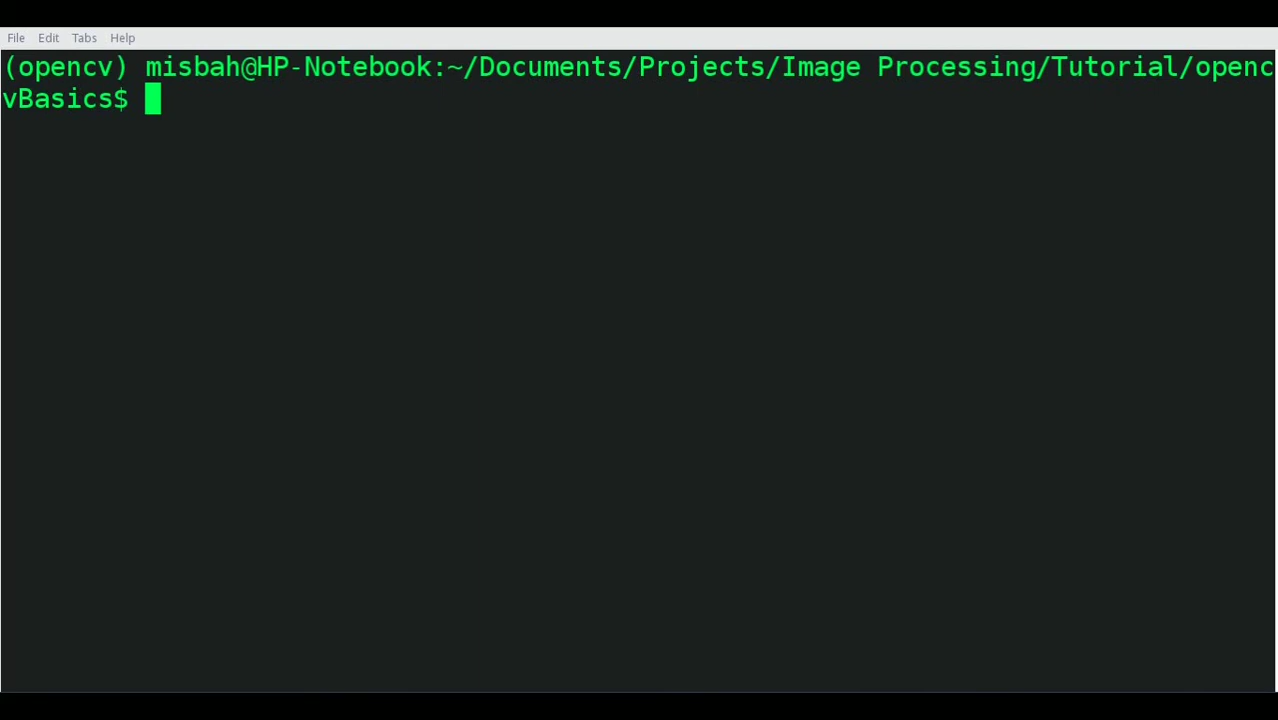 File Edit Tabs Help
(opencv) misbah@HP-Notebook:~/Documents/Projects/Image Processing/Tutorial/openc
vBasics$